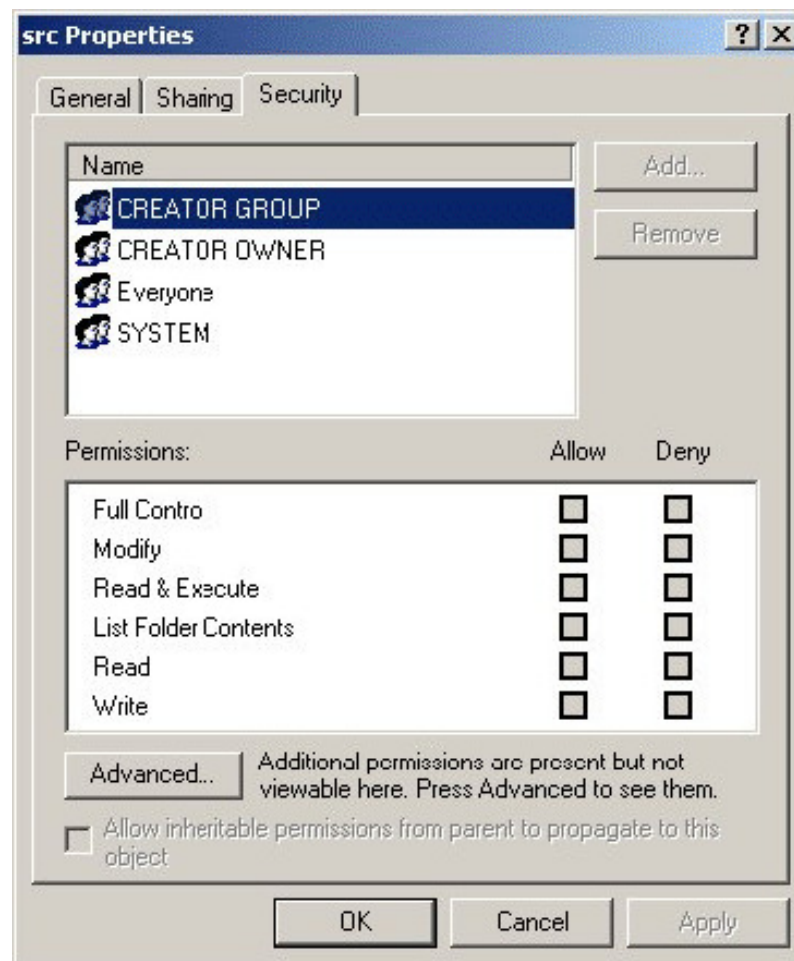 src Properties
General Sharing Security
Name
Add...
CREATOR GROUP
Remove
CREATOR OWNER
Everyone
SYSTEM
Permissions: Allow Deny
Full Contro
Modify
Read & Execute
List Folder Contents
Read
Write
Advanced... Additional permissions are present but not
viewable here. Press Advanced to see them.
Allow inheritable permissions from parent to propagate to this
object
OK Cancel Apply